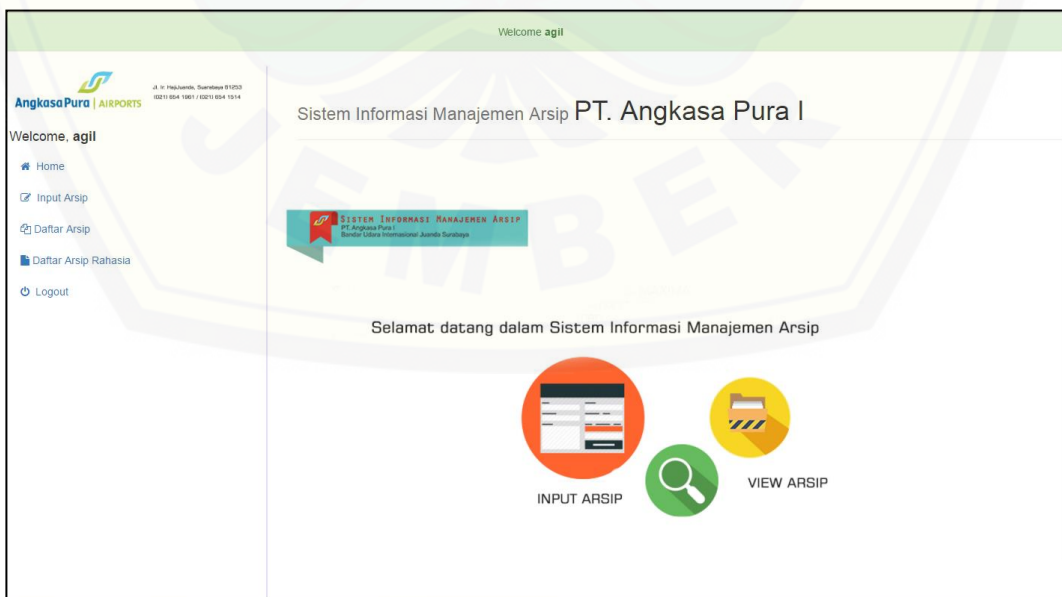 Welcome agil
AngkasaPura | AIRPORTS
Welcome, agil
Home
Input Arsip
Daftar Arsip
Daftar Arsip Rahasia
Logout
Sistem Informasi Manajemen Arsip PT. Angkasa Pura I
SISTEM INFORMASI MANAJEMEN ARSIP
PT. Angkasa Pura I
Bandar Udara Internasional Juanda Surabaya
Selamat datang dalam Sistem Informasi Manajemen Arsip
INPUT ARSIP
VIEW ARSIP
JEMBER